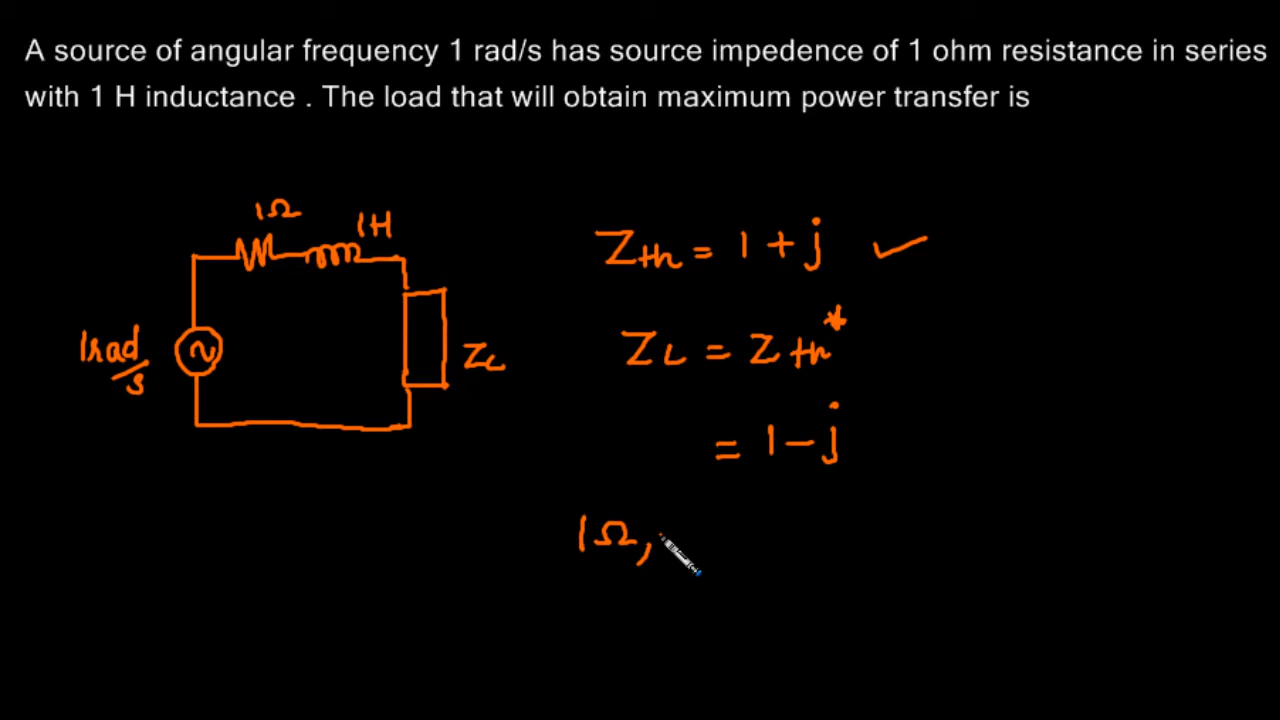 A source of angular frequency 1 rad/s has source impedence of 1 ohm resistance in series
with 1 H inductance . The load that will obtain maximum power transfer is
1Ω
1H
1rad/s
ZL
Zth = 1 + j ✓
ZL = Zth*
= 1 - j
1Ω,